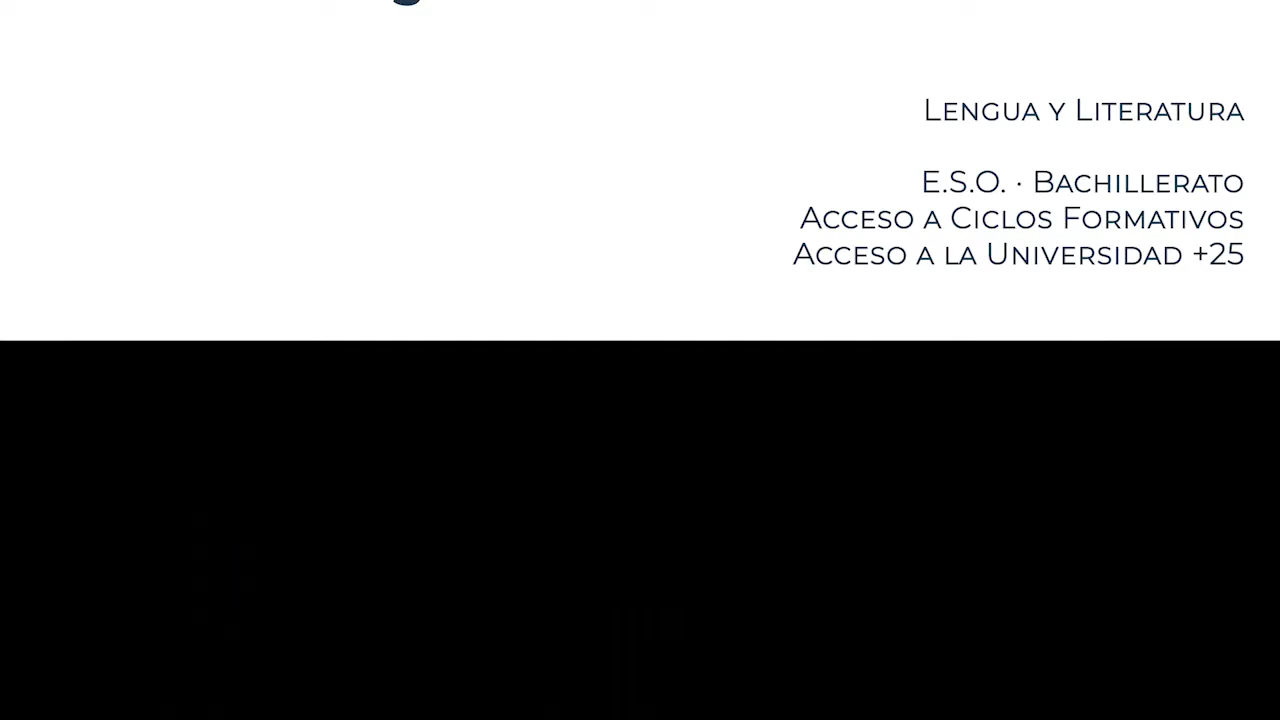 Lengua y Literatura
E.S.O. · Bachillerato
Acceso a Ciclos Formativos
Acceso a la Universidad +25